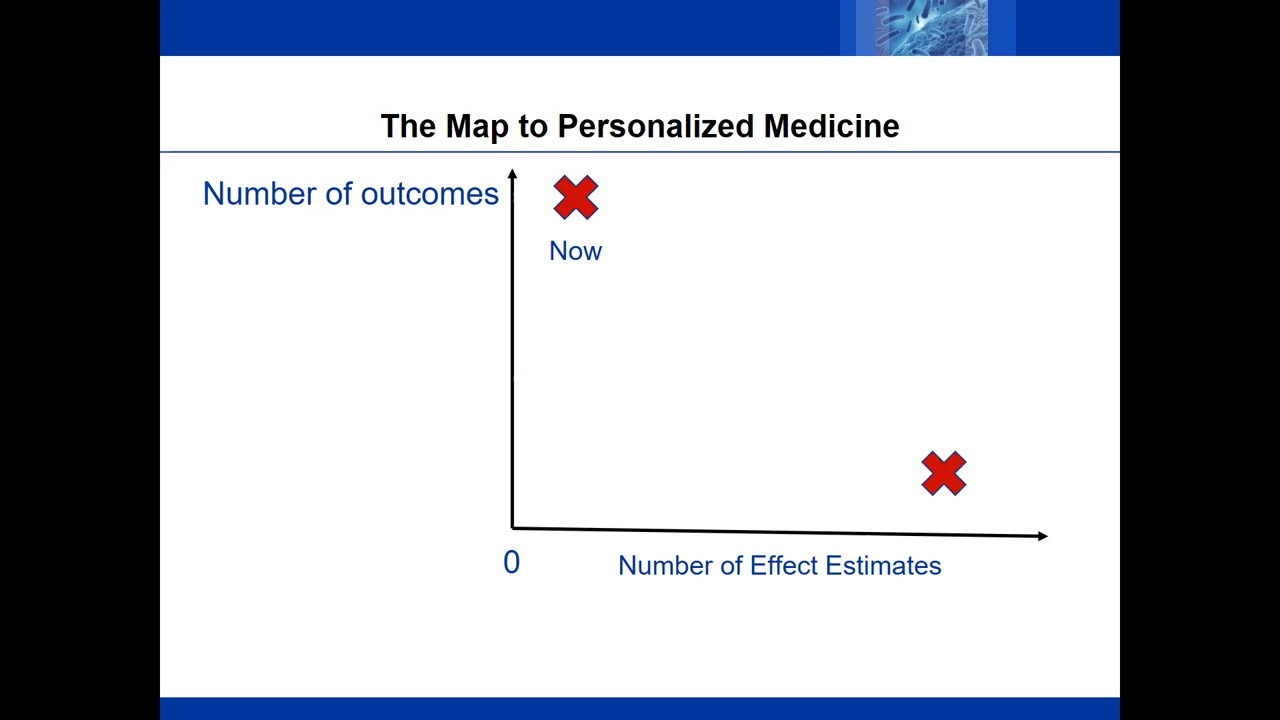 The Map to Personalized Medicine
Number of outcomes
Now
0
Number of Effect Estimates